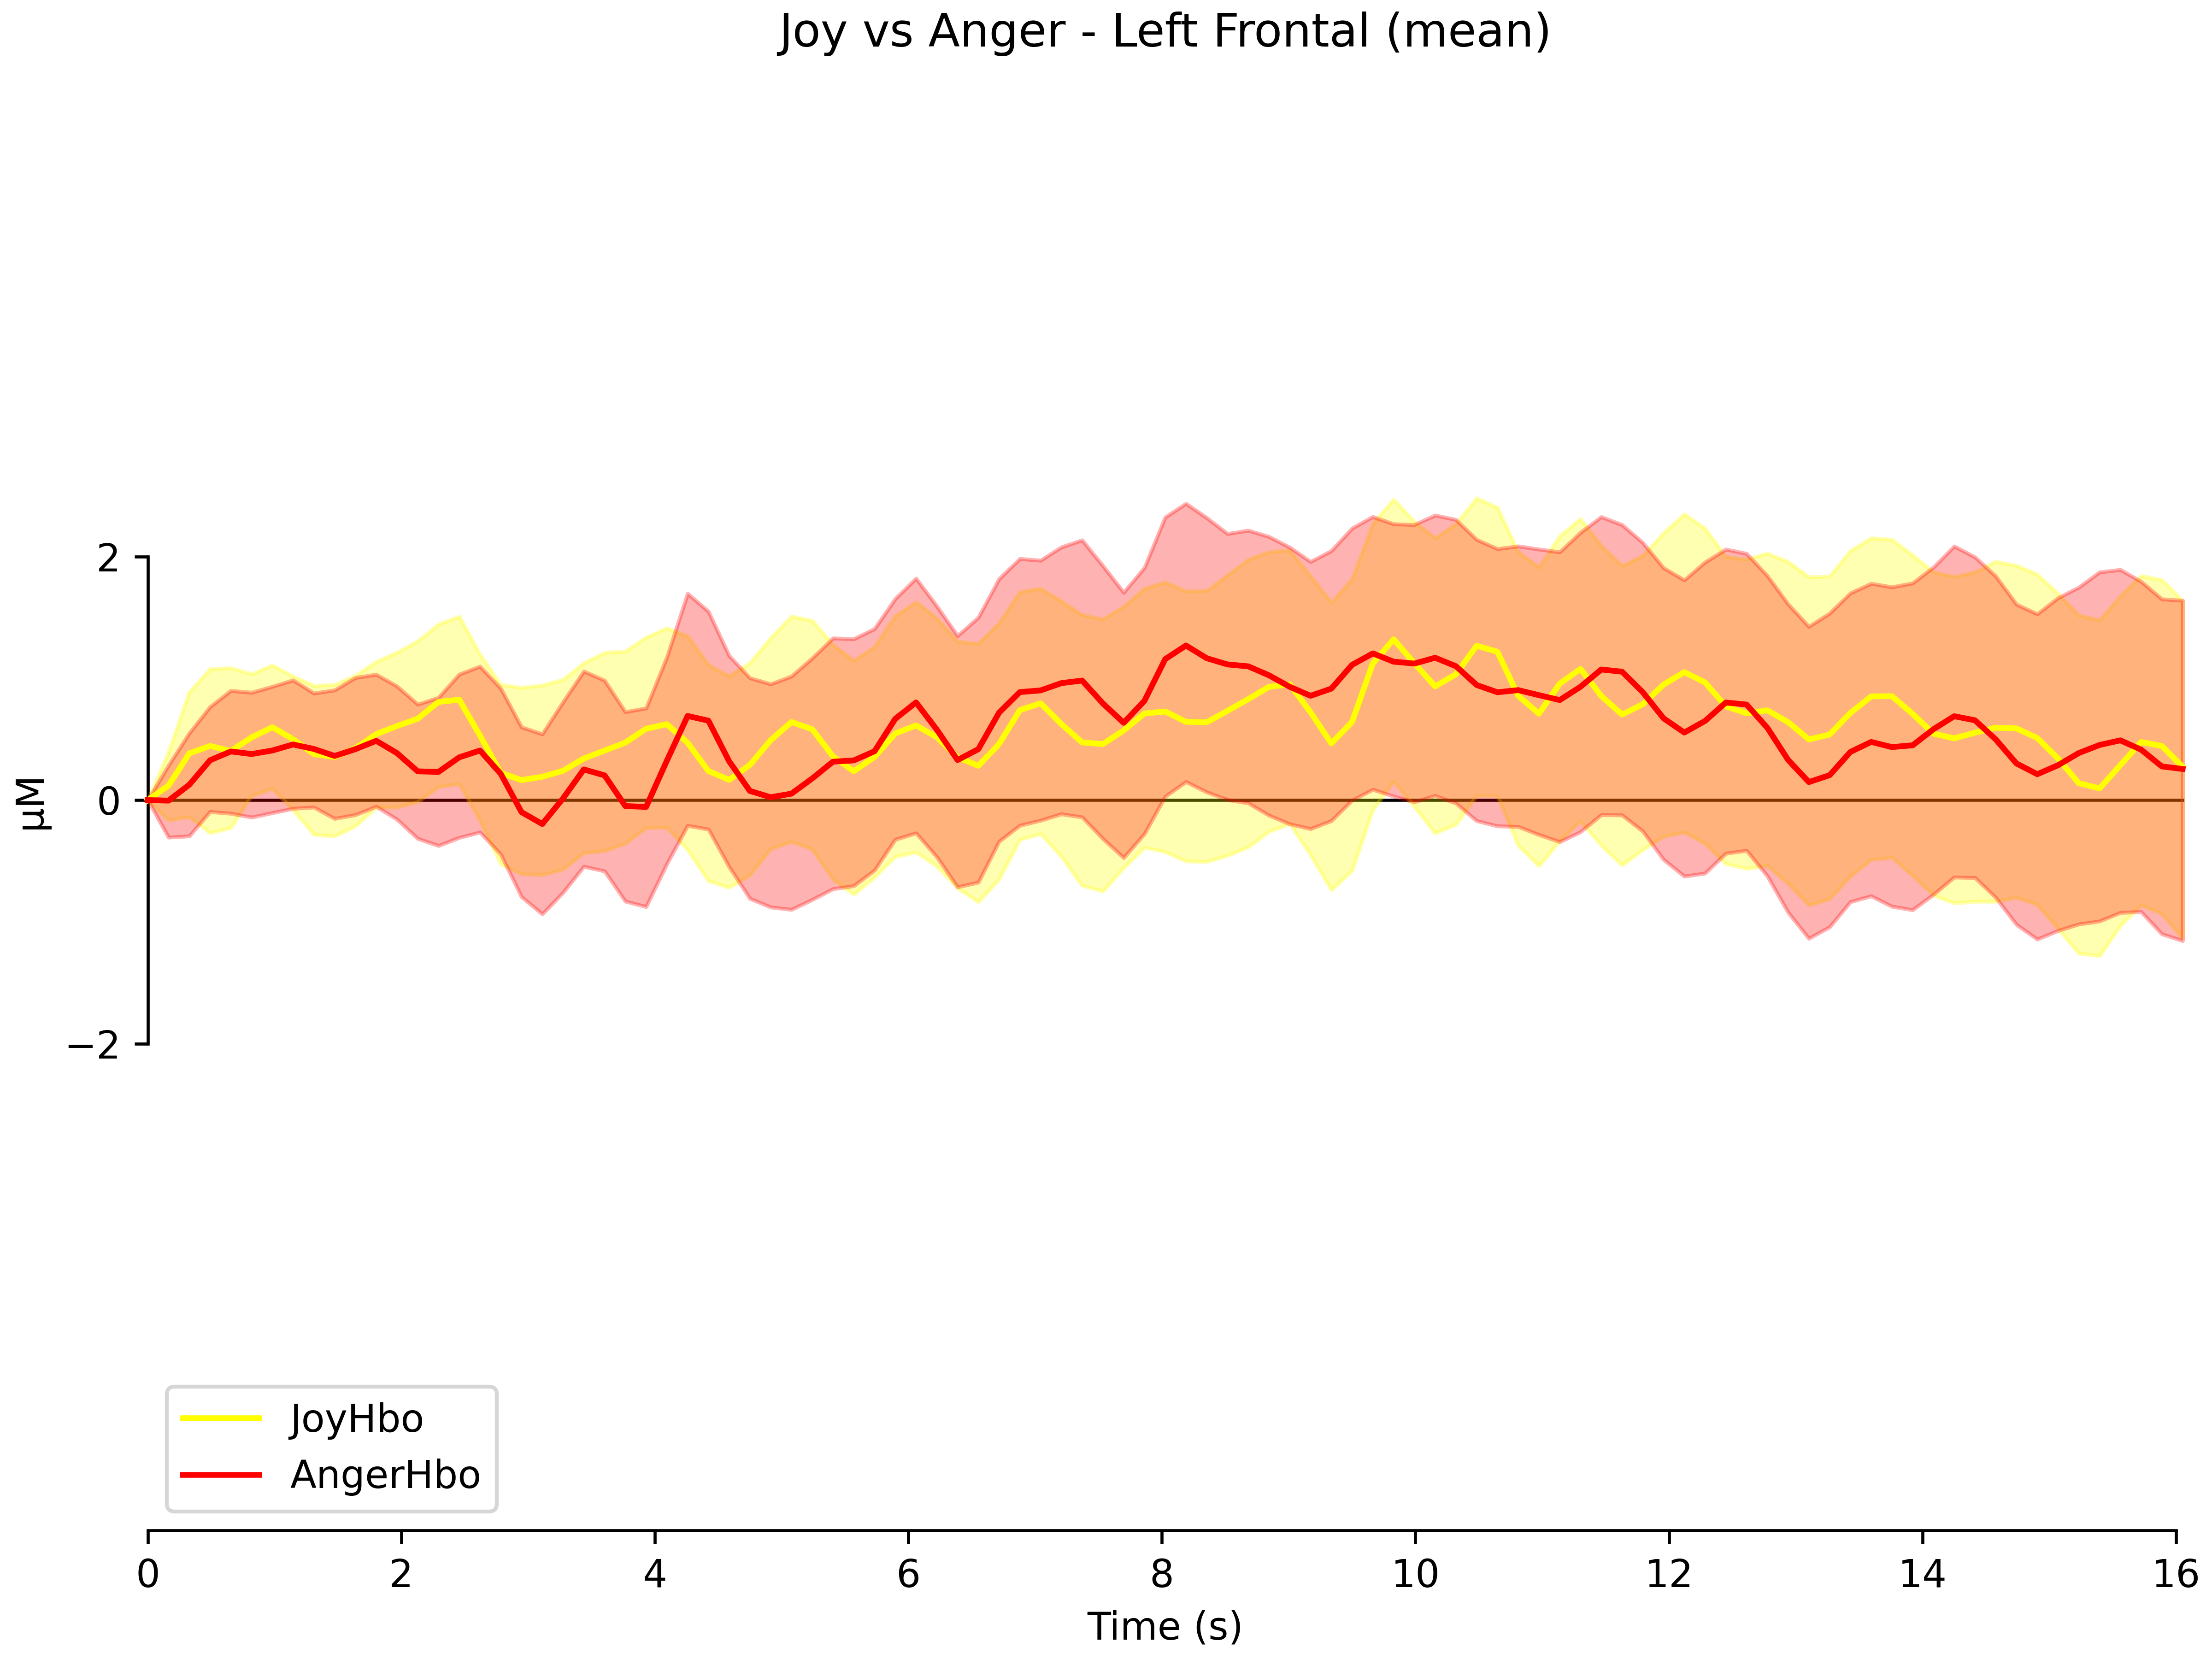 Joy vs Anger - Left Frontal (mean)
µM
2
0
−2
JoyHbo
AngerHbo
0 2 4 6 8 10 12 14 16
Time (s)